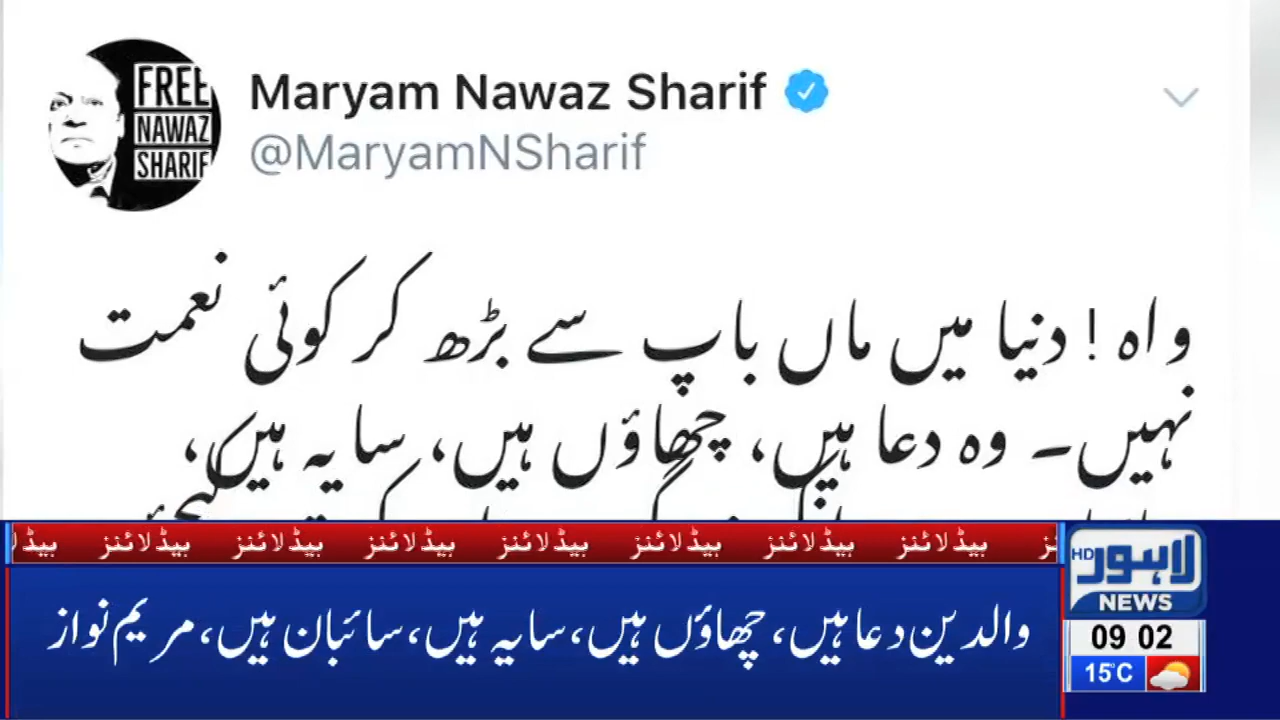 FREE
NAWAZ
SHARIF
Maryam Nawaz Sharif
@MaryamNSharif
واہ! دنیا میں ماں باپ سے بڑھ کر کوئی نعمت
نہیں۔ وہ دعا ہیں، چھاؤں ہیں، سایہ ہیں،
ہیڈلائنز ہیڈلائنز ہیڈلائنز ہیڈلائنز ہیڈلائنز ہیڈلائنز ہیڈلائنز
والدین دعا ہیں، چھاؤں ہیں، سایہ ہیں، سائبان ہیں، مریم نواز
لاہور HD
NEWS
09 02
15°C